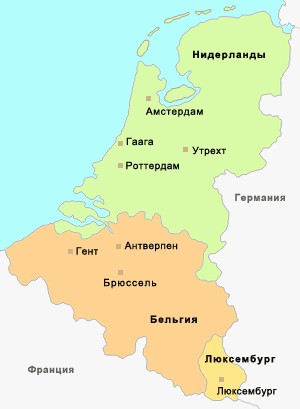 Нидерланды
Амстердам
Гаага
Утрехт
Роттердам
Германия
Антверпен
Гент
Брюссель
Бельгия
Люксембург
Франция
Люксембург